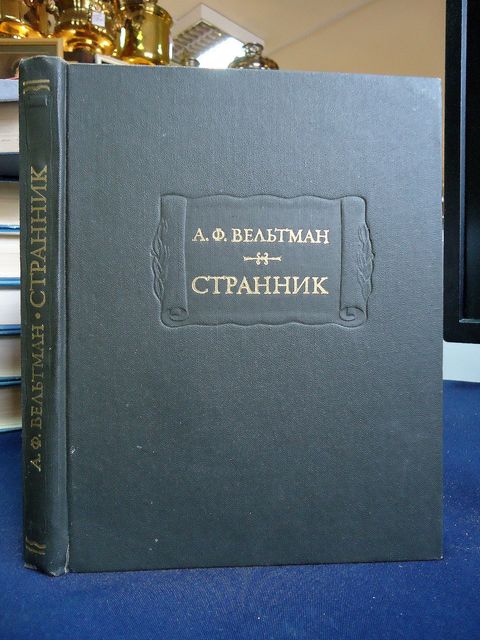 А. Ф. ВЕЛЬТМАН
СТРАННИК
А. Ф. ВЕЛЬТМАН • СТРАННИК